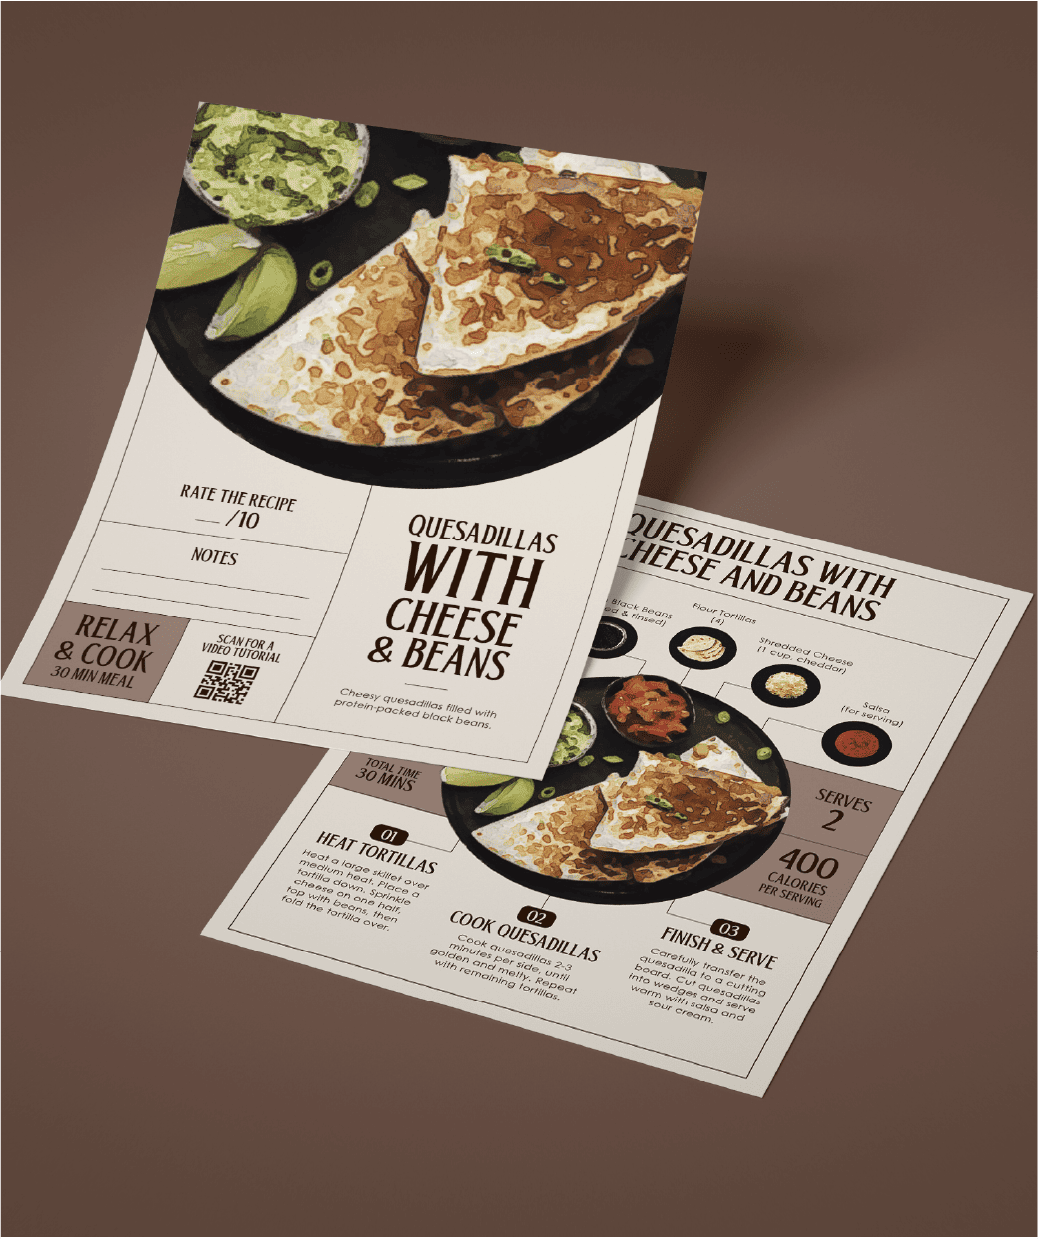 RATE THE RECIPE
/10
NOTES
RELAX
& COOK
30 MIN MEAL
SCAN FOR A
VIDEO TUTORIAL
QUESADILLAS
WITH
CHEESE
& BEANS
Cheesy quesadillas filled with
protein-packed black beans.
QUESADILLAS WITH
CHEESE AND BEANS
Black Beans
& rinsed)
Flour Tortillas
(4)
Shredded Cheese
(1 cup, cheddar)
Salsa
(for serving)
TOTAL TIME
30 MINS
SERVES
2
400
CALORIES
PER SERVING
01
HEAT TORTILLAS
Heat a large skillet over
medium heat. Place a
tortilla down. Sprinkle
cheese on one half,
top with beans, then
fold the tortilla over.
02
COOK QUESADILLAS
Cook quesadillas 2-3
minutes per side, until
golden and melty. Repeat
with remaining tortillas.
03
FINISH & SERVE
Carefully transfer the
quesadilla to a cutting
board. Cut quesadillas
into wedges and serve
warm with salsa and
sour cream.